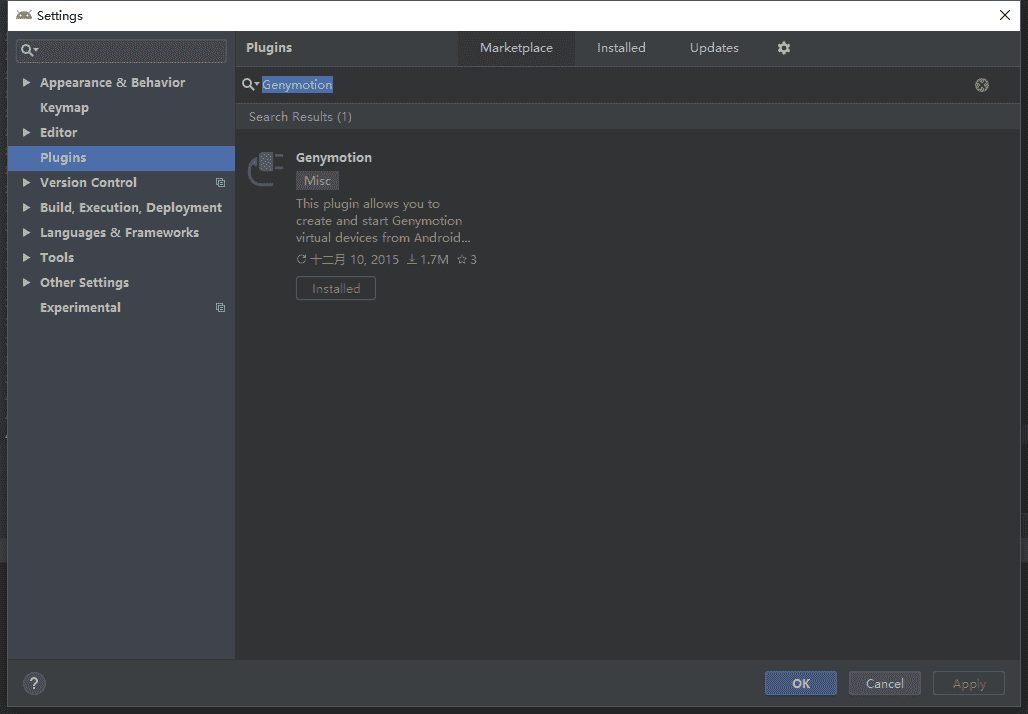 Settings
Plugins Marketplace Installed Updates
Appearance & Behavior
Keymap
Editor
Plugins
Version Control
Build, Execution, Deployment
Languages & Frameworks
Tools
Other Settings
Experimental
Genymotion
Search Results (1)
Genymotion
Misc
This plugin allows you to
create and start Genymotion
virtual devices from Android...
十二月 10, 2015 1.7M 3
Installed
?
OK Cancel Apply